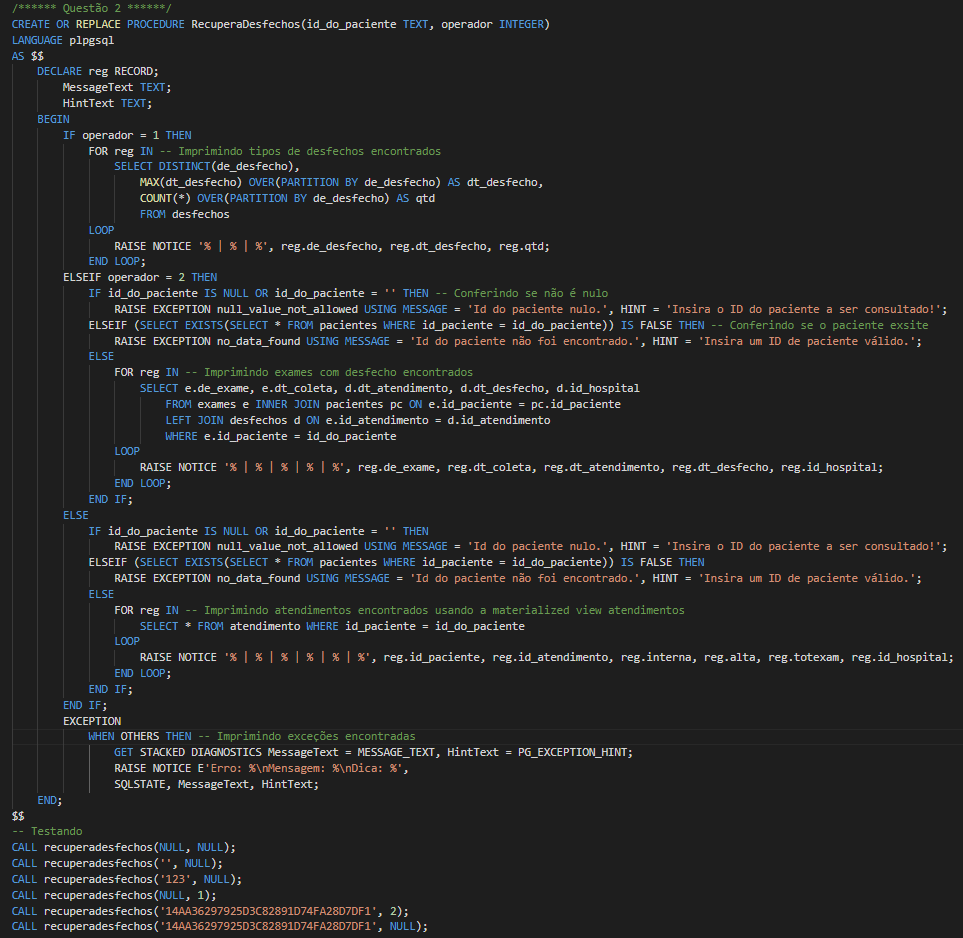 /****** Questão 2 ******/
CREATE OR REPLACE PROCEDURE RecuperaDesfechos(id_do_paciente TEXT, operador INTEGER)
LANGUAGE plpgsql
AS $$
    DECLARE reg RECORD;
        MessageText TEXT;
        HintText TEXT;
    BEGIN
        IF operador = 1 THEN
            FOR reg IN -- Imprimindo tipos de desfechos encontrados
                SELECT DISTINCT(de_desfecho),
                    MAX(dt_desfecho) OVER(PARTITION BY de_desfecho) AS dt_desfecho,
                    COUNT(*) OVER(PARTITION BY de_desfecho) AS qtd
                    FROM desfechos
            LOOP
                RAISE NOTICE '% | % | %', reg.de_desfecho, reg.dt_desfecho, reg.qtd;
            END LOOP;
        ELSEIF operador = 2 THEN
            IF id_do_paciente IS NULL OR id_do_paciente = '' THEN -- Conferindo se não é nulo
                RAISE EXCEPTION null_value_not_allowed USING MESSAGE = 'Id do paciente nulo.', HINT = 'Insira o ID do paciente a ser consultado!';
            ELSEIF (SELECT EXISTS(SELECT * FROM pacientes WHERE id_paciente = id_do_paciente)) IS FALSE THEN -- Conferindo se o paciente exsite
                RAISE EXCEPTION no_data_found USING MESSAGE = 'Id do paciente não foi encontrado.', HINT = 'Insira um ID de paciente válido.';
            ELSE
                FOR reg IN -- Imprimindo exames com desfecho encontrados
                    SELECT e.de_exame, e.dt_coleta, d.dt_atendimento, d.dt_desfecho, d.id_hospital
                        FROM exames e INNER JOIN pacientes pc ON e.id_paciente = pc.id_paciente
                        LEFT JOIN desfechos d ON e.id_atendimento = d.id_atendimento
                        WHERE e.id_paciente = id_do_paciente
                LOOP
                    RAISE NOTICE '% | % | % | % | %', reg.de_exame, reg.dt_coleta, reg.dt_atendimento, reg.dt_desfecho, reg.id_hospital;
                END LOOP;
            END IF;
        ELSE
            IF id_do_paciente IS NULL OR id_do_paciente = '' THEN
                RAISE EXCEPTION null_value_not_allowed USING MESSAGE = 'Id do paciente nulo.', HINT = 'Insira o ID do paciente a ser consultado!';
            ELSEIF (SELECT EXISTS(SELECT * FROM pacientes WHERE id_paciente = id_do_paciente)) IS FALSE THEN
                RAISE EXCEPTION no_data_found USING MESSAGE = 'Id do paciente não foi encontrado.', HINT = 'Insira um ID de paciente válido.';
            ELSE
                FOR reg IN -- Imprimindo atendimentos encontrados usando a materialized view atendimentos
                    SELECT * FROM atendimento WHERE id_paciente = id_do_paciente
                LOOP
                    RAISE NOTICE '% | % | % | % | % | %', reg.id_paciente, reg.id_atendimento, reg.interna, reg.alta, reg.totexam, reg.id_hospital;
                END LOOP;
            END IF;
        END IF;
        EXCEPTION
            WHEN OTHERS THEN -- Imprimindo exceções encontradas
                GET STACKED DIAGNOSTICS MessageText = MESSAGE_TEXT, HintText = PG_EXCEPTION_HINT;
                RAISE NOTICE E'Erro: %\nMensagem: %\nDica: %',
                SQLSTATE, MessageText, HintText;
    END;
$$
-- Testando
CALL recuperadesfechos(NULL, NULL);
CALL recuperadesfechos('', NULL);
CALL recuperadesfechos('123', NULL);
CALL recuperadesfechos(NULL, 1);
CALL recuperadesfechos('14AA36297925D3C82891D74FA28D7DF1', 2);
CALL recuperadesfechos('14AA36297925D3C82891D74FA28D7DF1', NULL);